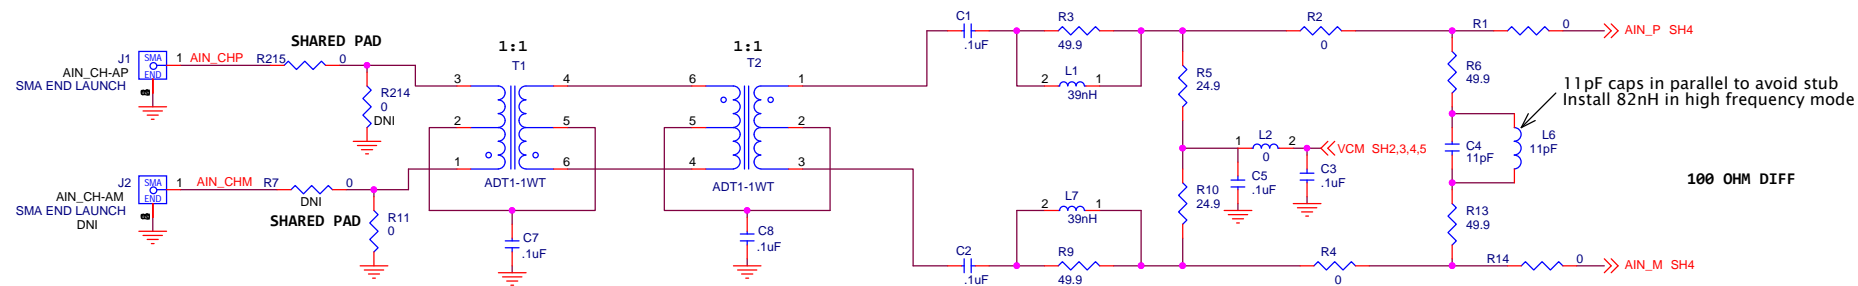 J1
AIN_CH-AP
SMA END LAUNCH
SMA
END
1
AIN_CHP
R215
0
SHARED PAD
R214
0
DNI
J2
AIN_CH-AM
SMA END LAUNCH
DNI
SMA
END
1
AIN_CHM
R7
0
DNI
SHARED PAD
R11
0
1:1
T1
3
2
1
4
5
6
ADT1-1WT
C7
.1uF
1:1
T2
6
5
4
1
2
3
ADT1-1WT
C8
.1uF
C1
.1uF
R3
49.9
2
L1
1
39nH
R5
24.9
R10
24.9
L7
2
1
39nH
C2
.1uF
R9
49.9
R2
0
1
L2
2
0
VCM SH2,3,4,5
C5
.1uF
C3
.1uF
R4
0
R1
0
AIN_P SH4
R6
49.9
11pF caps in parallel to avoid stub
Install 82nH in high frequency mode
C4
11pF
L6
11pF
R13
49.9
100 OHM DIFF
R14
0
AIN_M SH4